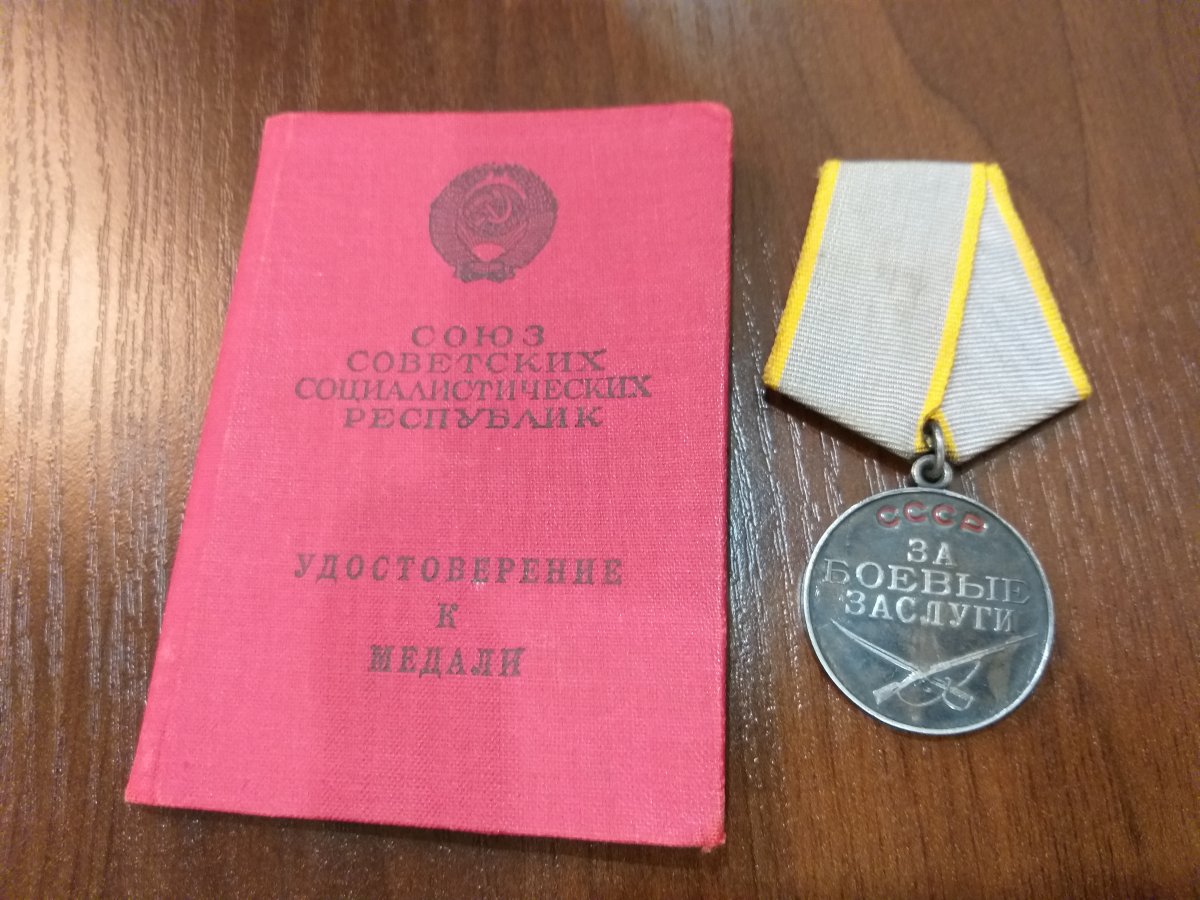 СОЮЗ
СОВЕТСКИХ
СОЦИАЛИСТИЧЕСКИХ
РЕСПУБЛИК
УДОСТОВЕРЕНИЕ
К
МЕДАЛИ
СССР
ЗА
БОЕВЫЕ
ЗАСЛУГИ